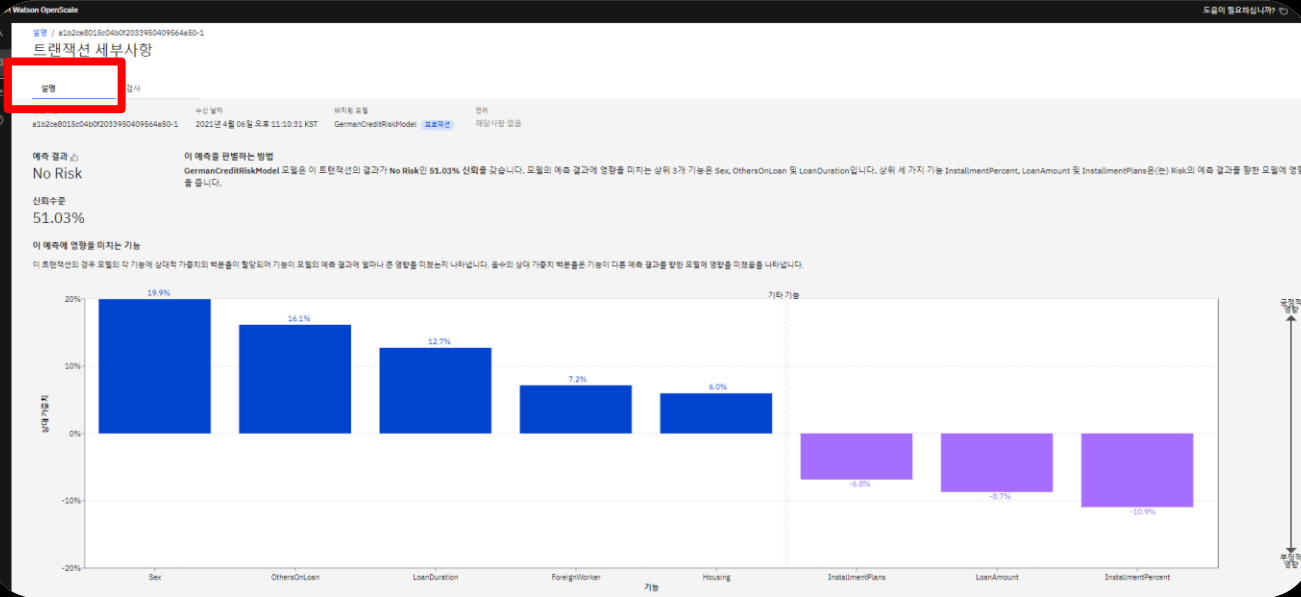 Watson OpenScale
도움이 필요하십니까?
설명 / a1b2ce8015c04b0f2033950409564a50-1
트랜잭션 세부사항
설명
검사
수신 날짜
배치된 모델
언어
a1b2ce8015c04b0f2033950409564a50-1
2021년 4월 06일 오후 11:10:31 KST
GermanCreditRiskModel 프로덕션
해당사항 없음
예측 결과
이 예측을 판별하는 방법
No Risk
GermanCreditRiskModel 모델은 이 트랜잭션의 결과가 No Risk인 51.03% 신뢰를 갖습니다. 모델의 예측 결과에 영향을 미치는 상위 3개 기능은 Sex, OthersOnLoan 및 LoanDuration입니다. 상위 세 가지 기능 InstallmentPercent, LoanAmount 및 InstallmentPlans은(는) Risk의 예측 결과를 향한 모델에 영향
을 줍니다.
신뢰수준
51.03%
이 예측에 영향을 미치는 기능
이 트랜잭션의 경우 모델의 각 기능에 상대적 가중치의 백분율이 할당되어 기능이 모델의 예측 결과에 얼마나 큰 영향을 미쳤는지 나타냅니다. 음수의 상대 가중치 백분율은 기능이 다른 예측 결과를 향한 모델에 영향을 미쳤음을 나타냅니다.
기타 기능
긍정적
영향
20%
10%
0%
-10%
-20%
상대 가중치
19.9%
16.1%
12.7%
7.2%
6.0%
-6.8%
-8.7%
-10.9%
부정적
영향
Sex
OthersOnLoan
LoanDuration
ForeignWorker
Housing
InstallmentPlans
LoanAmount
InstallmentPercent
기능